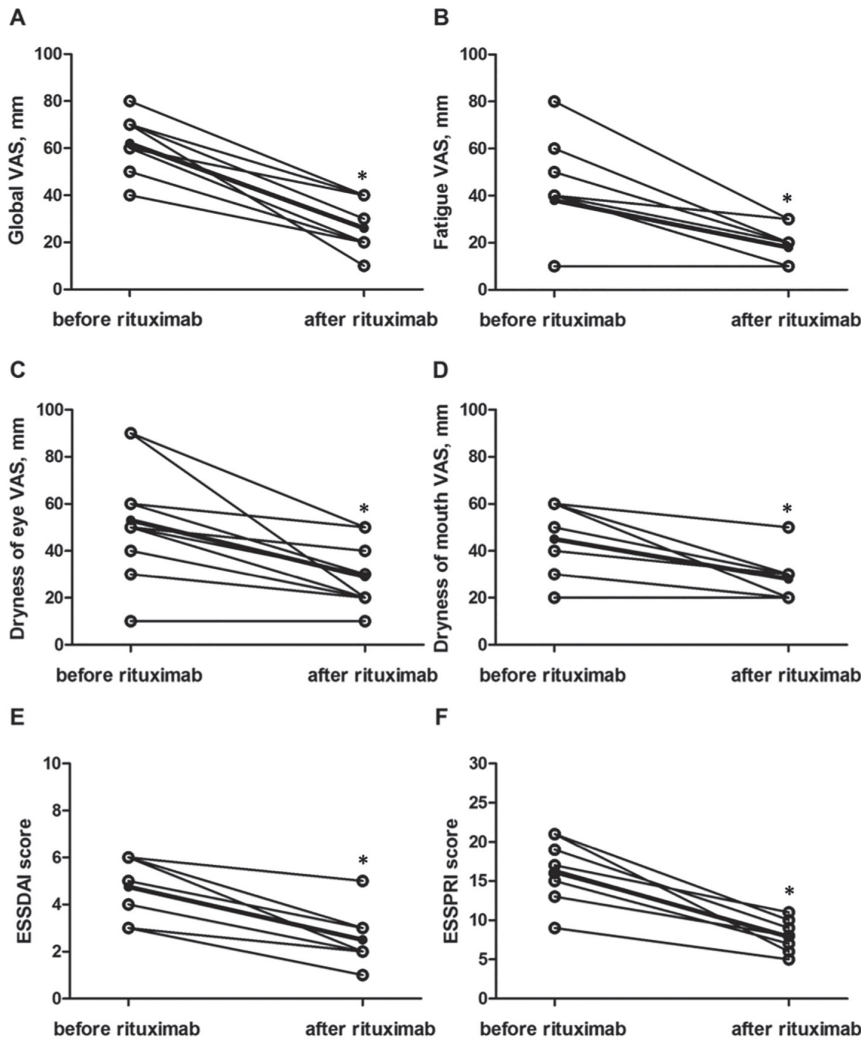 A
Global VAS, mm
100
80
60
40
20
0
*
before rituximab
after rituximab
B
Fatigue VAS, mm
100
80
60
40
20
0
*
before rituximab
after rituximab
C
Dryness of eye VAS, mm
100
80
60
40
20
0
*
before rituximab
after rituximab
D
Dryness of mouth VAS, mm
100
80
60
40
20
0
*
before rituximab
after rituximab
E
ESSDAI score
10
8
6
4
2
0
*
before rituximab
after rituximab
F
ESSPRI score
30
25
20
15
10
5
0
*
before rituximab
after rituximab